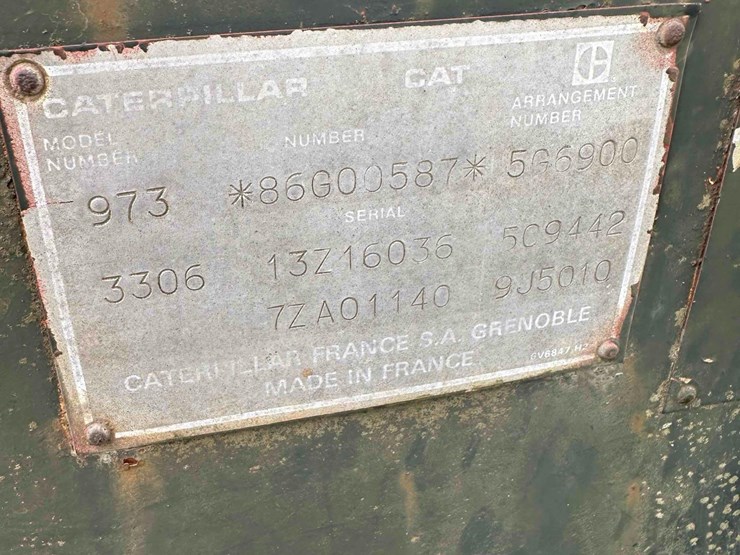 CATERPILLAR CAT
MODEL NUMBER NUMBER ARRANGEMENT NUMBER
973 *86G00587* 5G6900
SERIAL
3306 13Z16036 5C9442
7ZA01140 9J5010
CATERPILLAR FRANCE S.A. GRENOBLE
MADE IN FRANCE